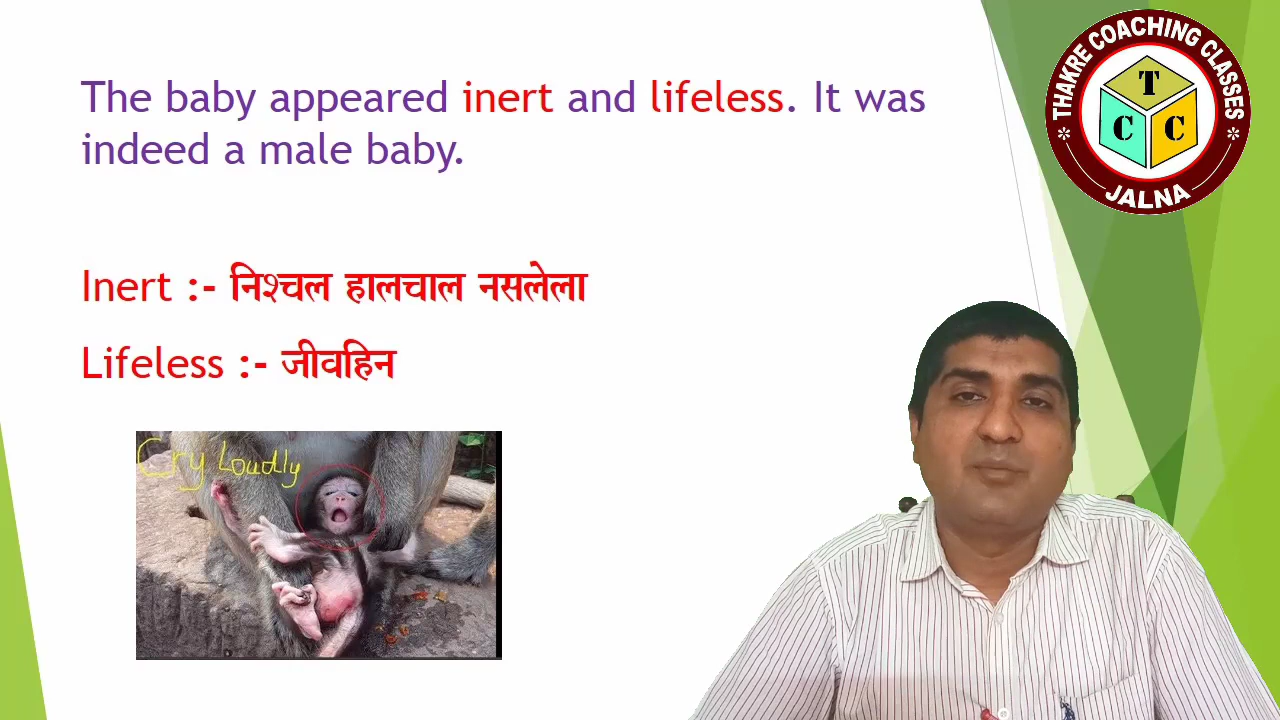 The baby appeared inert and lifeless. It was
indeed a male baby.
Inert :- निश्चल हालचाल नसलेला
Lifeless :- जीवहिन
Cry Loudly
THAKRE COACHING CLASSES
T
C C
JALNA